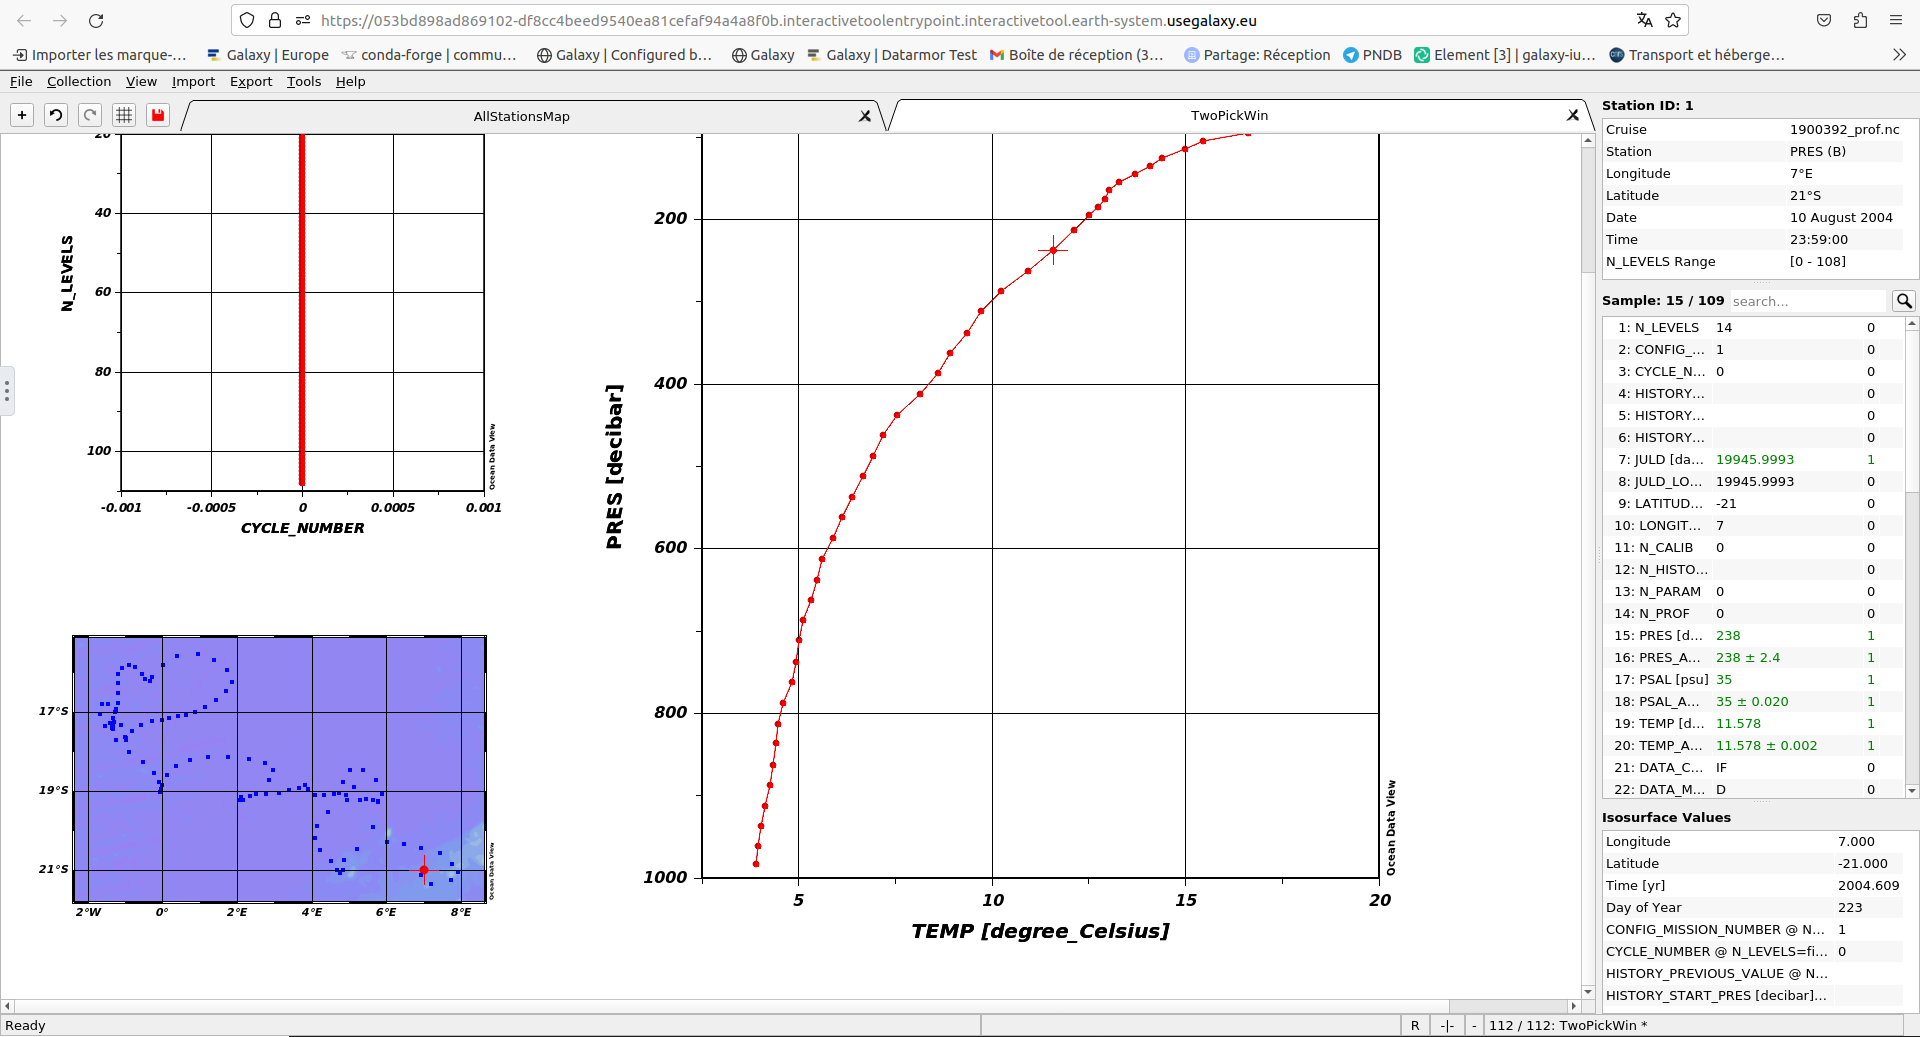 https://053bd898ad869102-df8cc4beed9540ea81cefaf94a4a8f0b.interactivetoolentrypoint.interactivetool.earth-system.usegalaxy.eu
Importer les marque-… Galaxy | Europe conda-forge | commu… Galaxy | Configured b… Galaxy Galaxy | Datarmor Test Boîte de réception (3… Partage: Réception PNDB Element [3] | galaxy-iu… Transport et héberge…
File Collection View Import Export Tools Help
AllStationsMap
TwoPickWin
20
40
60
80
100
N_LEVELS
-0.001 -0.0005 0 0.0005 0.001
CYCLE_NUMBER
Ocean Data View
17°S
19°S
21°S
2°W 0° 2°E 4°E 6°E 8°E
Ocean Data View
200
400
600
800
1000
PRES [decibar]
5 10 15 20
TEMP [degree_Celsius]
Ocean Data View
Station ID: 1
Cruise 1900392_prof.nc
Station PRES (B)
Longitude 7°E
Latitude 21°S
Date 10 August 2004
Time 23:59:00
N_LEVELS Range [0 - 108]
Sample: 15 / 109 search...
1: N_LEVELS 14 0
2: CONFIG_... 1 0
3: CYCLE_N... 0 0
4: HISTORY... 0
5: HISTORY... 0
6: HISTORY... 0
7: JULD [da... 19945.9993 1
8: JULD_LO... 19945.9993 0
9: LATITUD... -21 0
10: LONGIT... 7 0
11: N_CALIB 0 0
12: N_HISTO... 0
13: N_PARAM 0 0
14: N_PROF 0 0
15: PRES [d... 238 1
16: PRES_A... 238 ± 2.4 1
17: PSAL [psu] 35 1
18: PSAL_A... 35 ± 0.020 1
19: TEMP [d... 11.578 1
20: TEMP_A... 11.578 ± 0.002 1
21: DATA_C... IF 0
22: DATA_M... D 0
Isosurface Values
Longitude 7.000
Latitude -21.000
Time [yr] 2004.609
Day of Year 223
CONFIG_MISSION_NUMBER @ N... 1
CYCLE_NUMBER @ N_LEVELS=fi... 0
HISTORY_PREVIOUS_VALUE @ N...
HISTORY_START_PRES [decibar]...
Ready R -|- - 112 / 112: TwoPickWin *